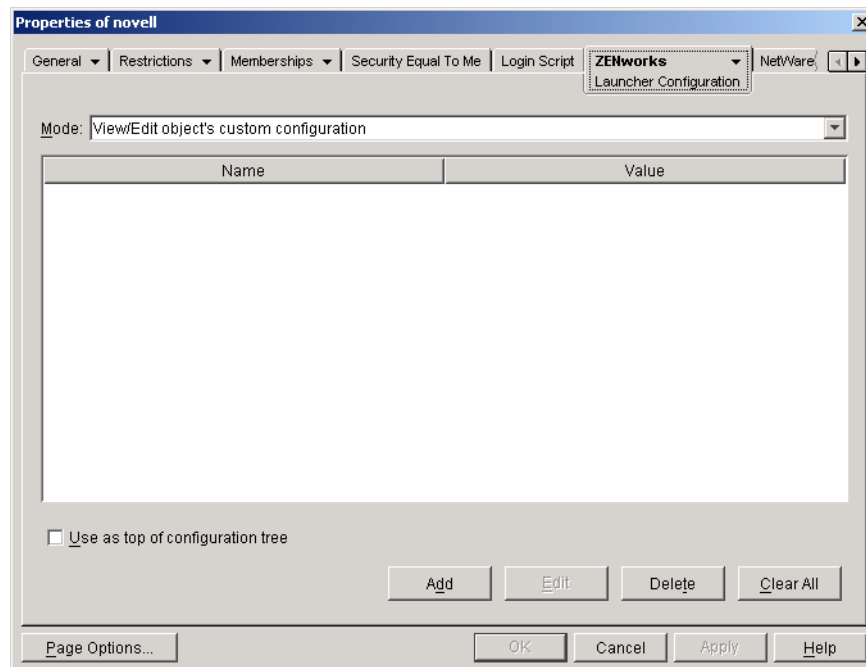 Properties of novell
General Restrictions Memberships Security Equal To Me Login Script ZENworks NetWare
Launcher Configuration
Mode: View/Edit object's custom configuration
Name Value
Use as top of configuration tree
Add Edit Delete Clear All
Page Options... OK Cancel Apply Help